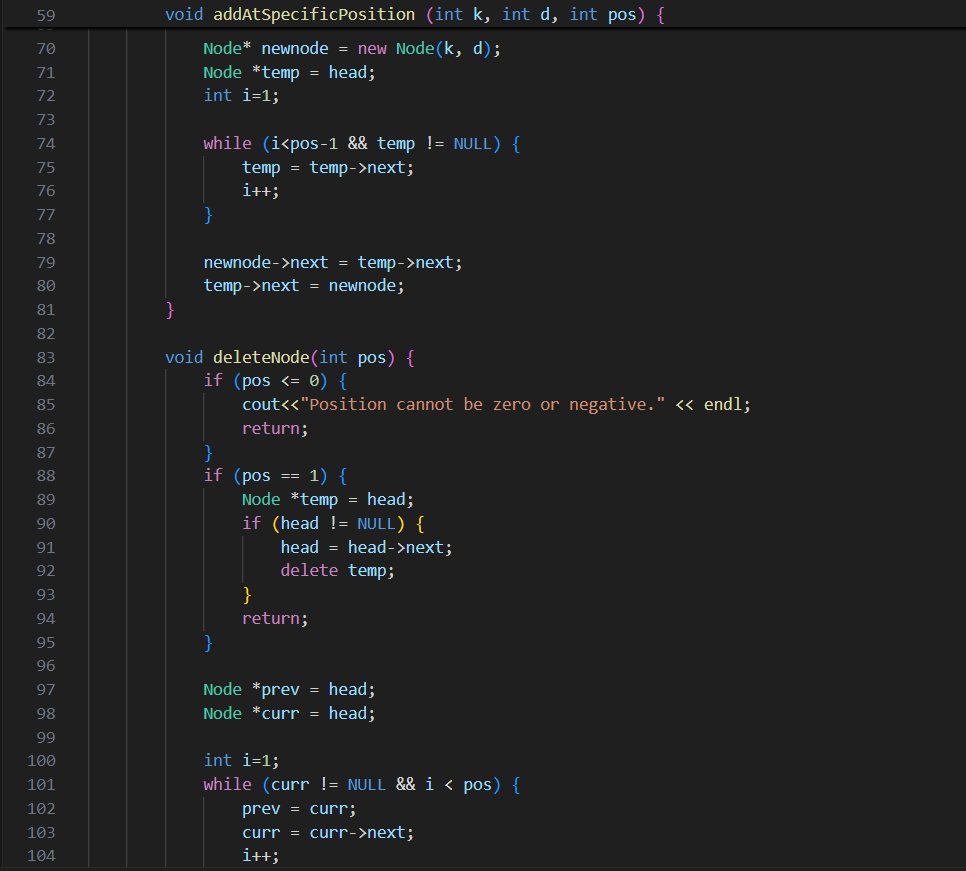 59 void addAtSpecificPosition (int k, int d, int pos) {
70 Node* newnode = new Node(k, d);
71 Node *temp = head;
72 int i=1;
73
74 while (i<pos-1 && temp != NULL) {
75 temp = temp->next;
76 i++;
77 }
78
79 newnode->next = temp->next;
80 temp->next = newnode;
81 }
82
83 void deleteNode(int pos) {
84 if (pos <= 0) {
85 cout<<"Position cannot be zero or negative." << endl;
86 return;
87 }
88 if (pos == 1) {
89 Node *temp = head;
90 if (head != NULL) {
91 head = head->next;
92 delete temp;
93 }
94 return;
95 }
96
97 Node *prev = head;
98 Node *curr = head;
99
100 int i=1;
101 while (curr != NULL && i < pos) {
102 prev = curr;
103 curr = curr->next;
104 i++;